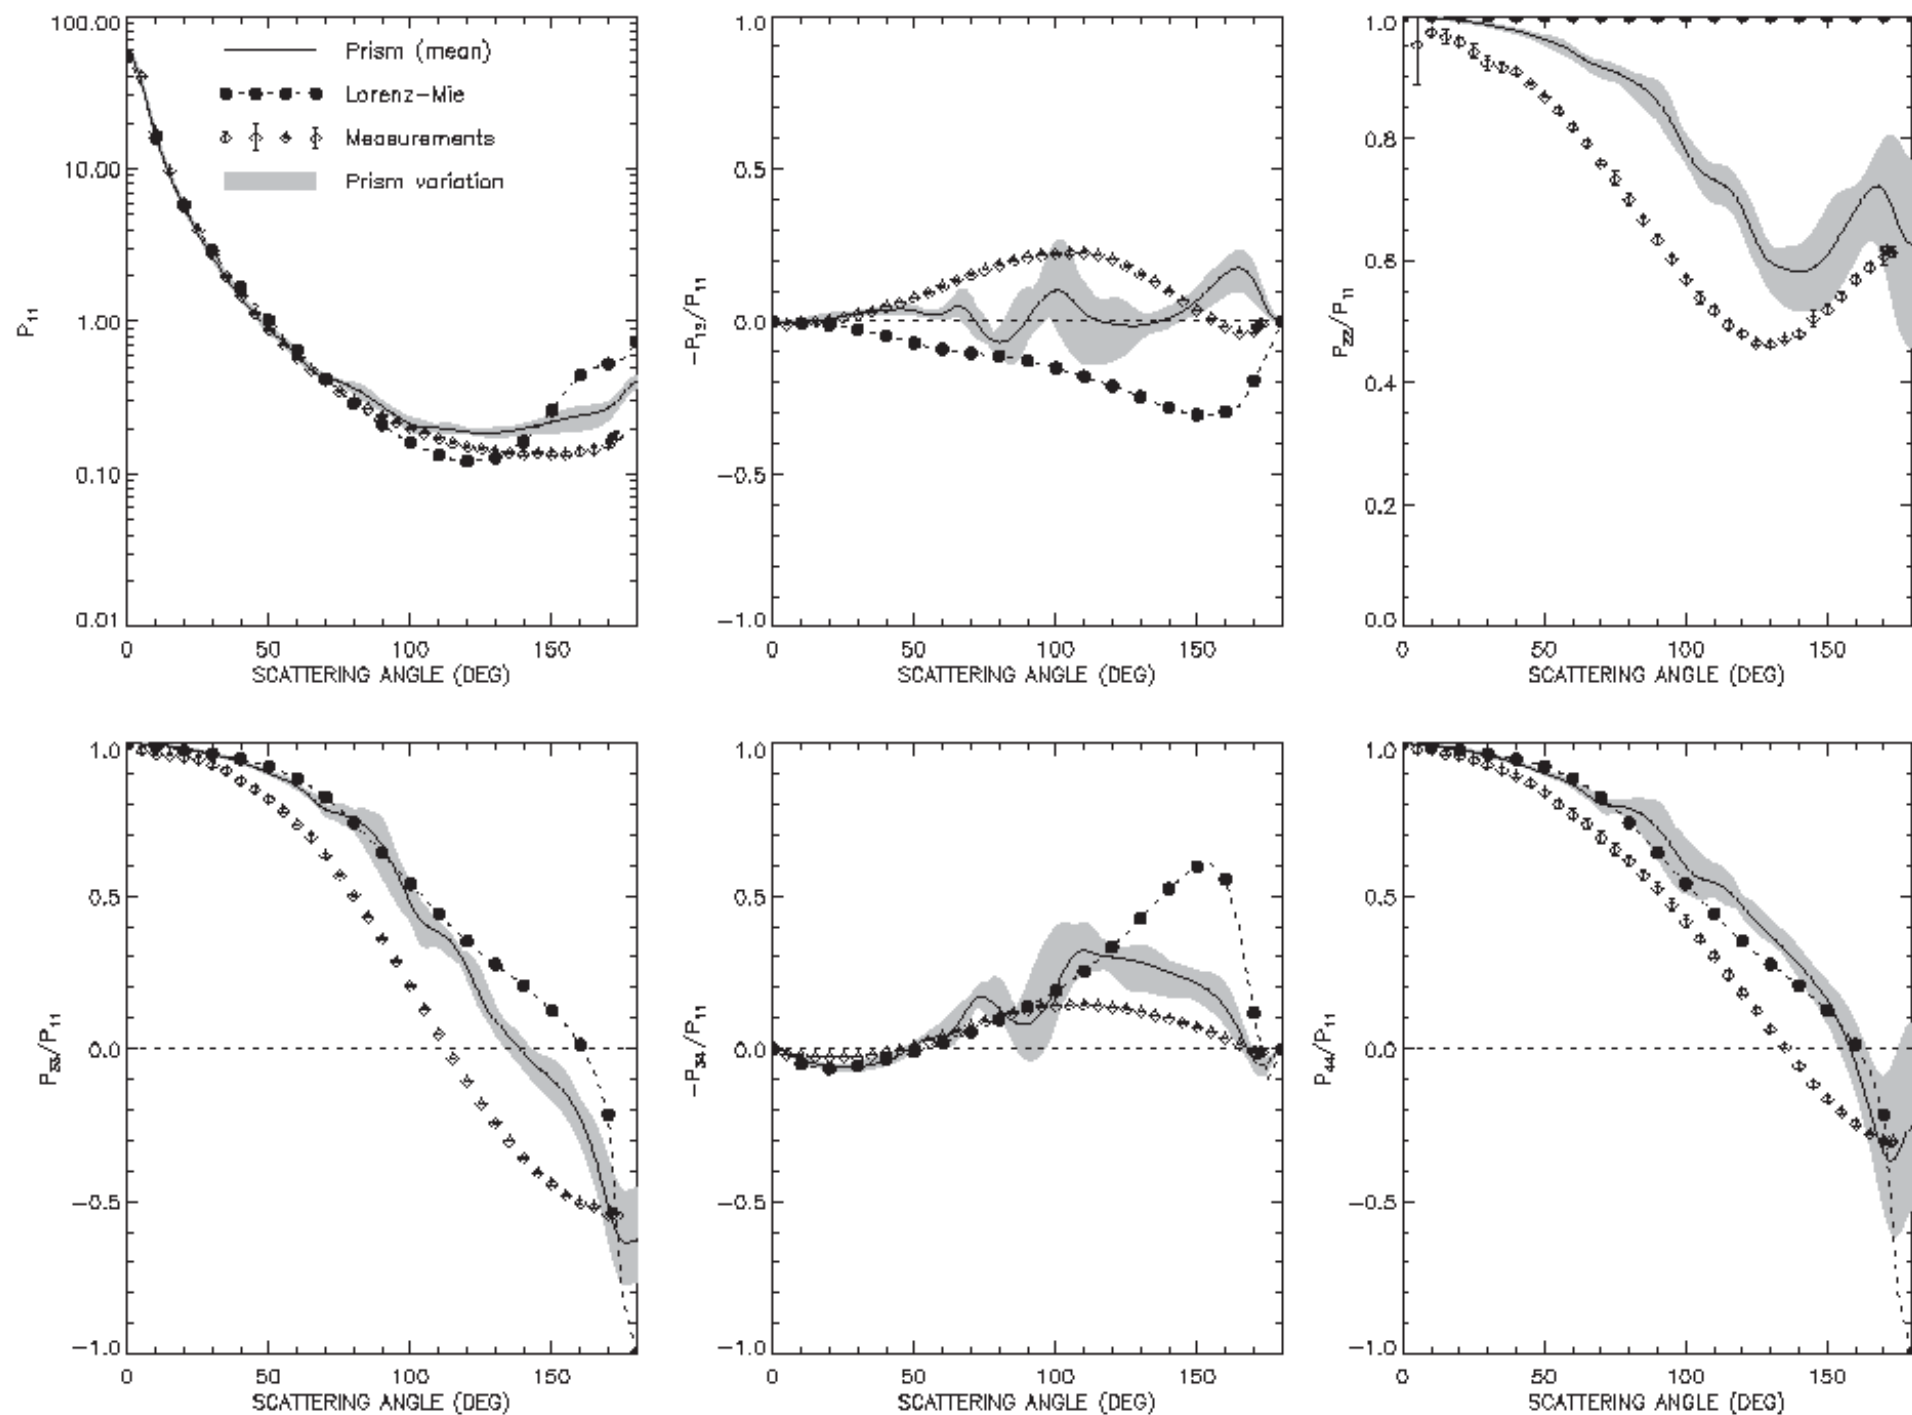 100.00
10.00
1.00
0.10
0.01
P11
Prism (mean)
Lorenz-Mie
Measurements
Prism variation
0 50 100 150
SCATTERING ANGLE (DEG)
1.0
0.5
0.0
-0.5
-1.0
-P12/P11
0 50 100 150
SCATTERING ANGLE (DEG)
1.0
0.8
0.6
0.4
0.2
0.0
P22/P11
0 50 100 150
SCATTERING ANGLE (DEG)
1.0
0.5
0.0
-0.5
-1.0
P33/P11
0 50 100 150
SCATTERING ANGLE (DEG)
1.0
0.5
0.0
-0.5
-1.0
-P34/P11
0 50 100 150
SCATTERING ANGLE (DEG)
1.0
0.5
0.0
-0.5
-1.0
P44/P11
0 50 100 150
SCATTERING ANGLE (DEG)